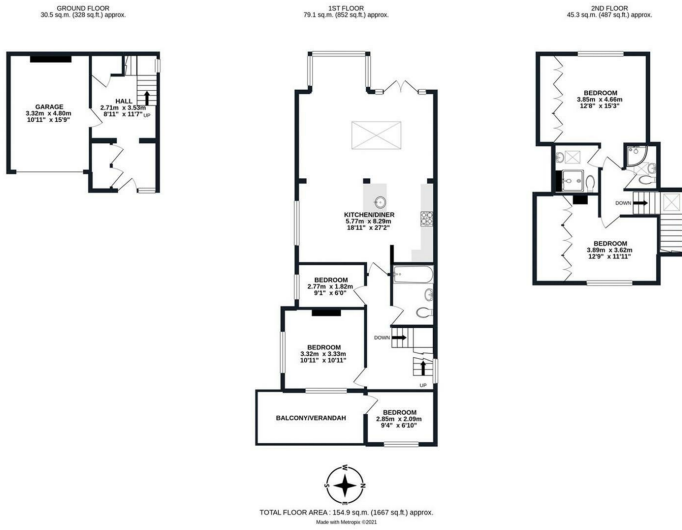 GROUND FLOOR
30.5 sq.m. (328 sq.ft.) approx.
GARAGE
3.32m x 4.80m
10'11" x 15'9"
HALL
2.71m x 3.53m
8'11" x 11'7"
UP
1ST FLOOR
79.1 sq.m. (852 sq.ft.) approx.
KITCHEN/DINER
5.77m x 8.29m
18'11" x 27'2"
BEDROOM
2.77m x 1.82m
9'1" x 6'0"
BEDROOM
3.32m x 3.33m
10'11" x 10'11"
DOWN
UP
BALCONY/VERANDAH
BEDROOM
2.85m x 2.09m
9'4" x 6'10"
2ND FLOOR
45.3 sq.m. (487 sq.ft.) approx.
BEDROOM
3.85m x 4.66m
12'8" x 15'3"
DOWN
BEDROOM
3.89m x 3.62m
12'9" x 11'11"
W
N
S
E
TOTAL FLOOR AREA : 154.9 sq.m. (1667 sq.ft.) approx.
Made with Metropix ©2021